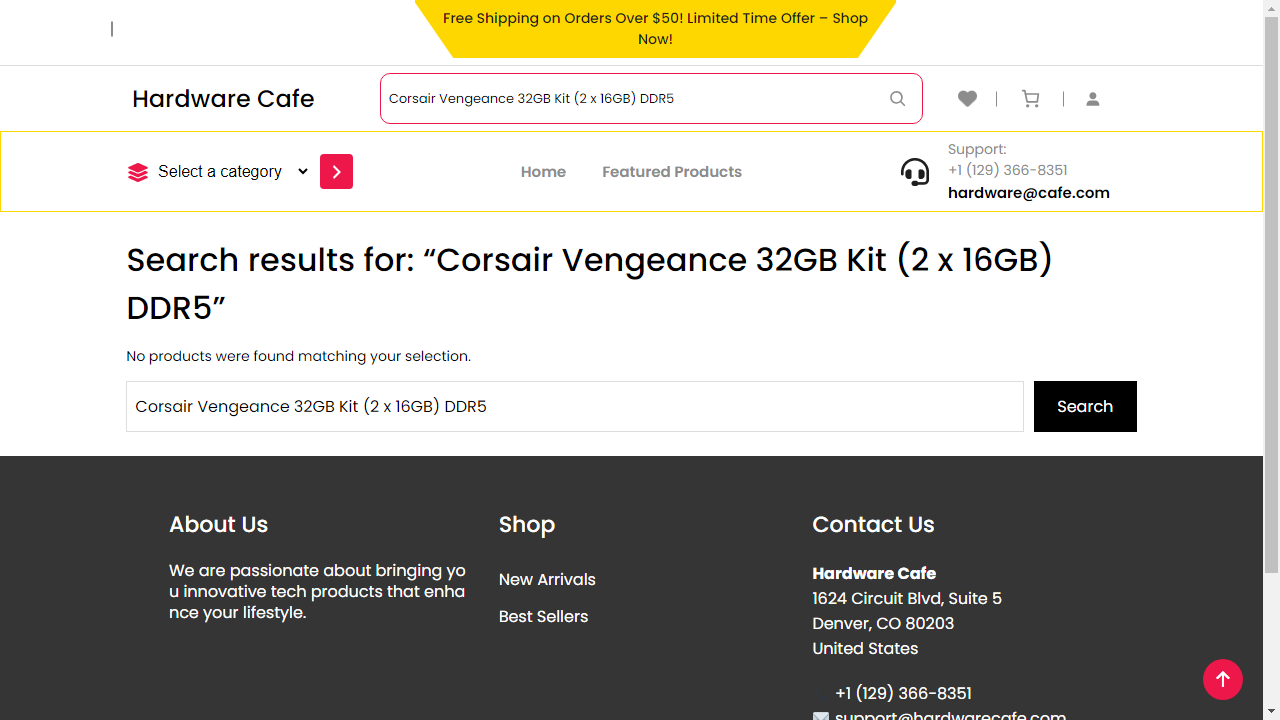 Free Shipping on Orders Over $50! Limited Time Offer – Shop
Now!
Hardware Cafe
Corsair Vengeance 32GB Kit (2 x 16GB) DDR5
Select a category
Home
Featured Products
Support:
+1 (129) 366-8351
hardware@cafe.com
Search results for: “Corsair Vengeance 32GB Kit (2 x 16GB)
DDR5”
No products were found matching your selection.
Corsair Vengeance 32GB Kit (2 x 16GB) DDR5
Search
About Us
We are passionate about bringing yo
u innovative tech products that enha
nce your lifestyle.
Shop
New Arrivals
Best Sellers
Contact Us
Hardware Cafe
1624 Circuit Blvd, Suite 5
Denver, CO 80203
United States
+1 (129) 366-8351
support@hardwarecafe.com